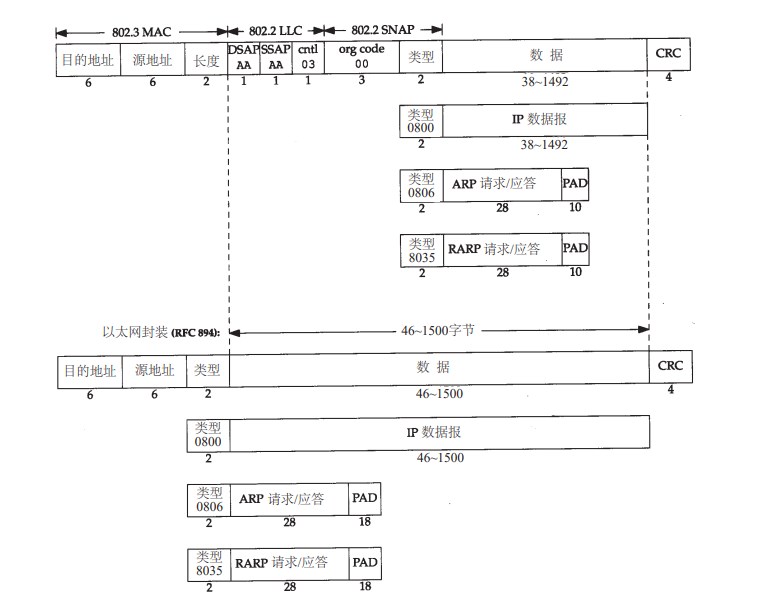 802.3 MAC 802.2 LLC 802.2 SNAP
目的地址 源地址 长度 DSAP AA SSAP AA cntl 03 org code 00 类型 数 据 CRC
6 6 2 1 1 1 3 2 38~1492 4
类型 0800 IP 数据报
2 38~1492
类型 0806 ARP 请求/应答 PAD
2 28 10
类型 8035 RARP 请求/应答 PAD
2 28 10
以太网封装 (RFC 894): 46~1500字节
目的地址 源地址 类型 数 据 CRC
6 6 2 46~1500 4
类型 0800 IP 数据报
2 46~1500
类型 0806 ARP 请求/应答 PAD
2 28 18
类型 8035 RARP 请求/应答 PAD
2 28 18